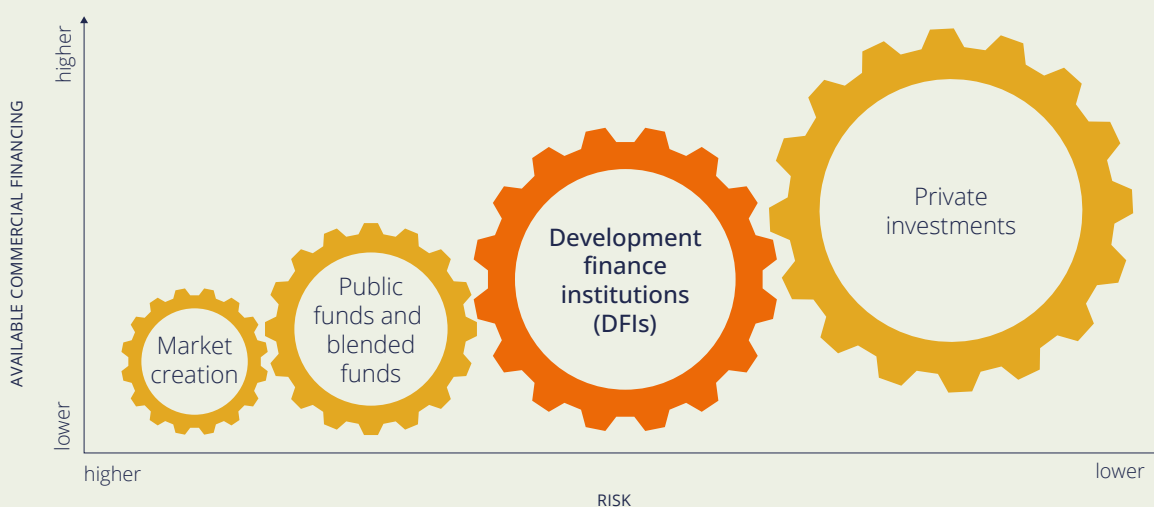 higher
AVAILABLE COMMERCIAL FINANCING
lower
Market
creation
Public
funds and
blended
funds
Development
finance
institutions
(DFIs)
Private
investments
higher
lower
RISK